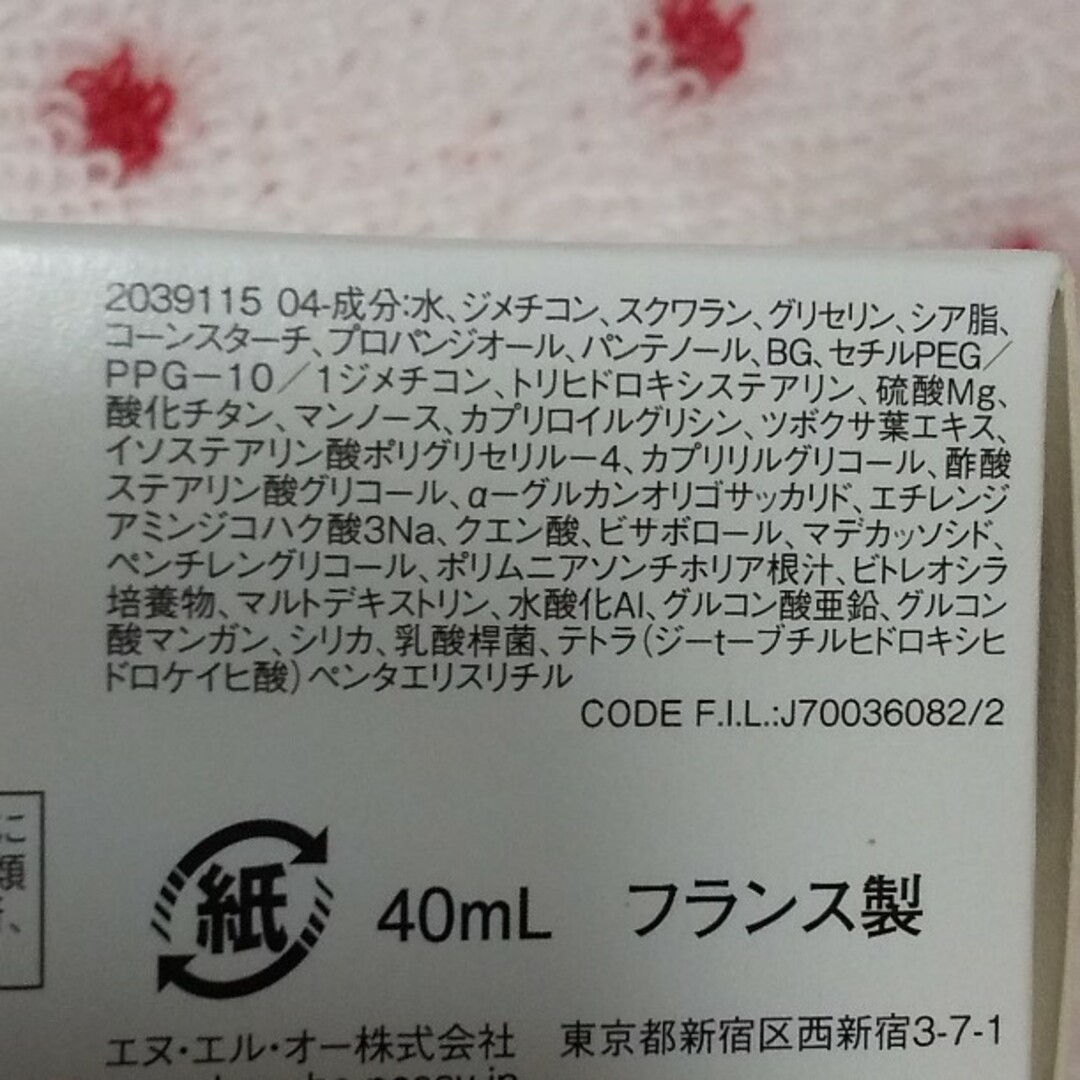 2039115 04-成分:水、ジメチコン、スクワラン、グリセリン、シア脂、
コーンスターチ、プロパンジオール、パンテノール、BG、セチルPEG/
PPG-10/1ジメチコン、トリヒドロキシステアリン、硫酸Mg、
酸化チタン、マンノース、カプリロイルグリシン、ツボクサ葉エキス、
イソステアリン酸ポリグリセリル-4、カプリリルグリコール、酢酸
ステアリン酸グリコール、α-グルカンオリゴサッカリド、エチレンジ
アミンジコハク酸3Na、クエン酸、ビサボロール、マデカッソシド、
ペンチレングリコール、ポリムニアソンチホリア根汁、ビトレオシラ
培養物、マルトデキストリン、水酸化Al、グルコン酸亜鉛、グルコン
酸マンガン、シリカ、乳酸桿菌、テトラ(ジ-t-ブチルヒドロキシヒ
ドロケイヒ酸)ペンタエリスリチル
CODE F.I.L.:J70036082/2
に
類
、
紙
40mL フランス製
エヌ・エル・オー株式会社 東京都新宿区西新宿3-7-1